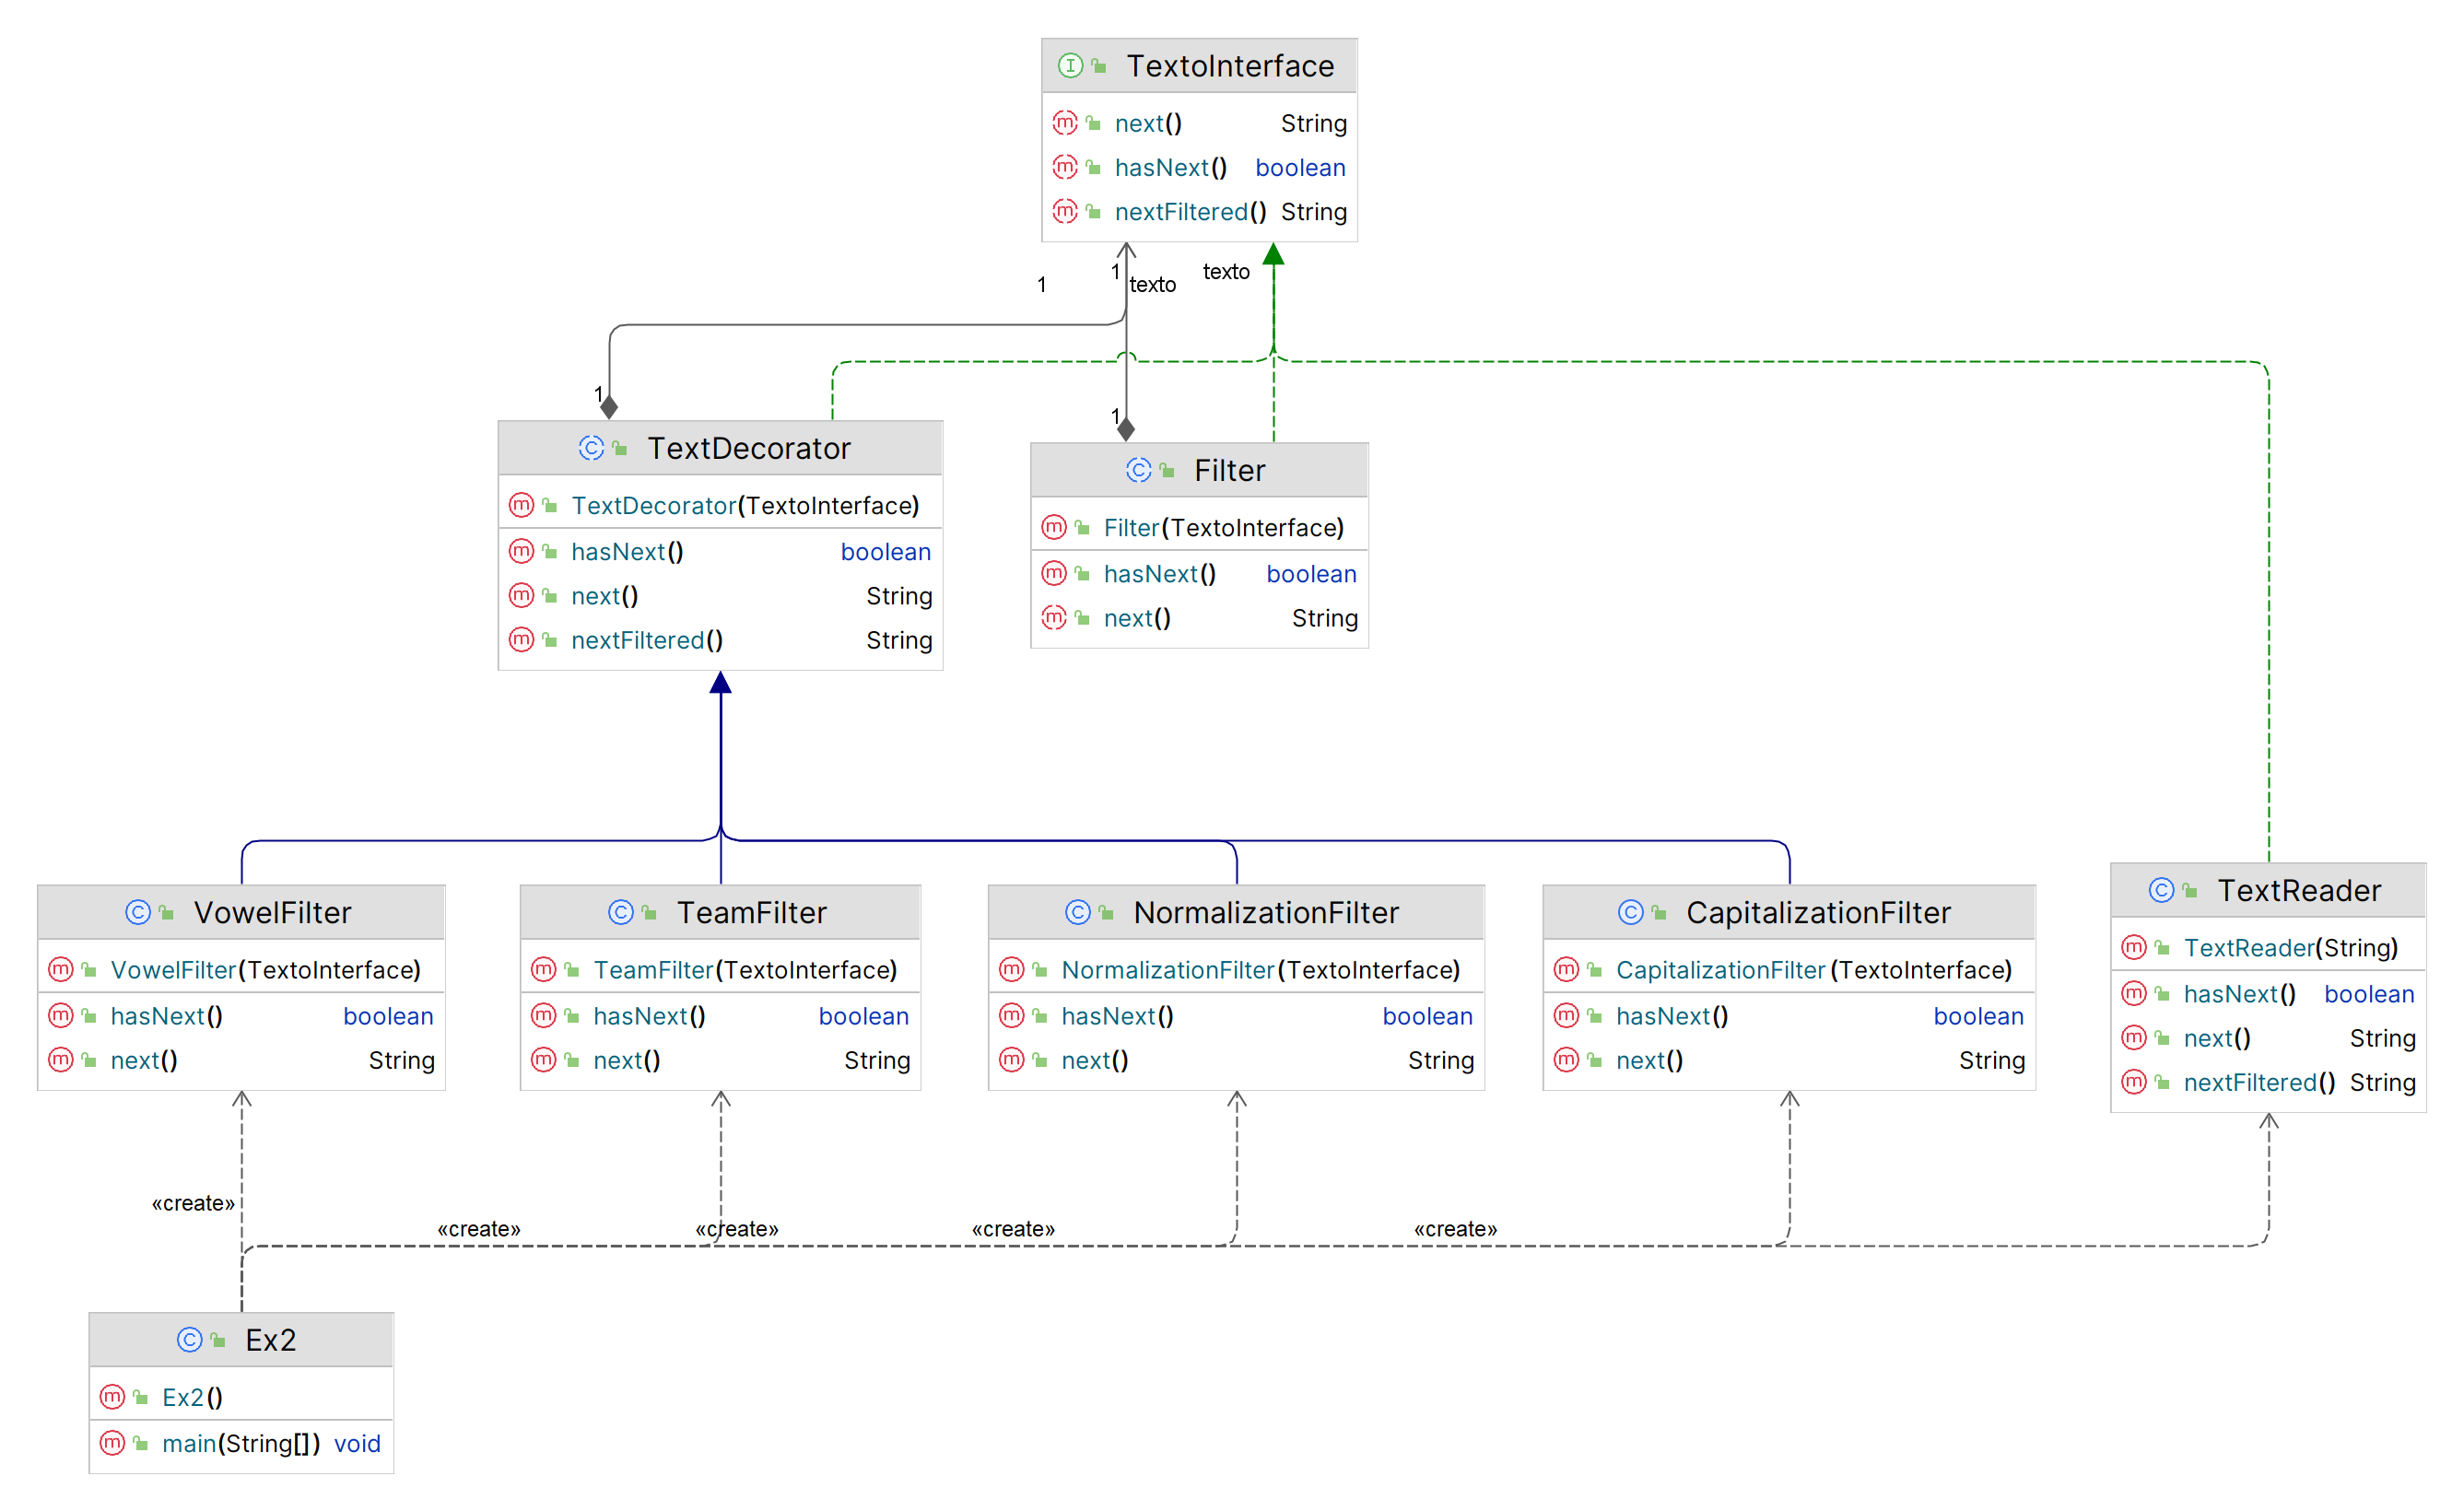 TextoInterface
next() String
hasNext() boolean
nextFiltered() String
1 1 texto texto
1
1
TextDecorator
TextDecorator(TextoInterface)
hasNext() boolean
next() String
nextFiltered() String
Filter
Filter(TextoInterface)
hasNext() boolean
next() String
VowelFilter
VowelFilter(TextoInterface)
hasNext() boolean
next() String
TeamFilter
TeamFilter(TextoInterface)
hasNext() boolean
next() String
NormalizationFilter
NormalizationFilter(TextoInterface)
hasNext() boolean
next() String
CapitalizationFilter
CapitalizationFilter(TextoInterface)
hasNext() boolean
next() String
TextReader
TextReader(String)
hasNext() boolean
next() String
nextFiltered() String
«create»
«create» «create» «create» «create»
Ex2
Ex2()
main(String[]) void